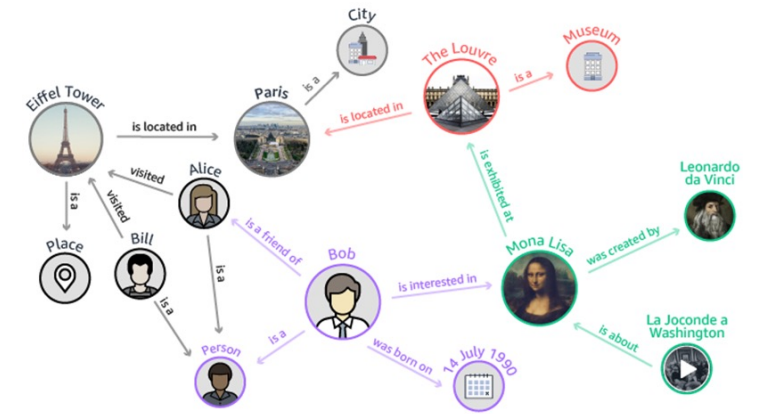 City
The Louvre
Museum
is a
is a
Eiffel Tower
Paris
is located in
is located in
visited
Alice
is exhibited at
Leonardo
da Vinci
is a
visited
is a friend of
Place
Bill
is a
Bob
is interested in
Mona Lisa
was created by
is a
Person
is a
was born on
14 July 1990
is about
La Joconde a
Washington